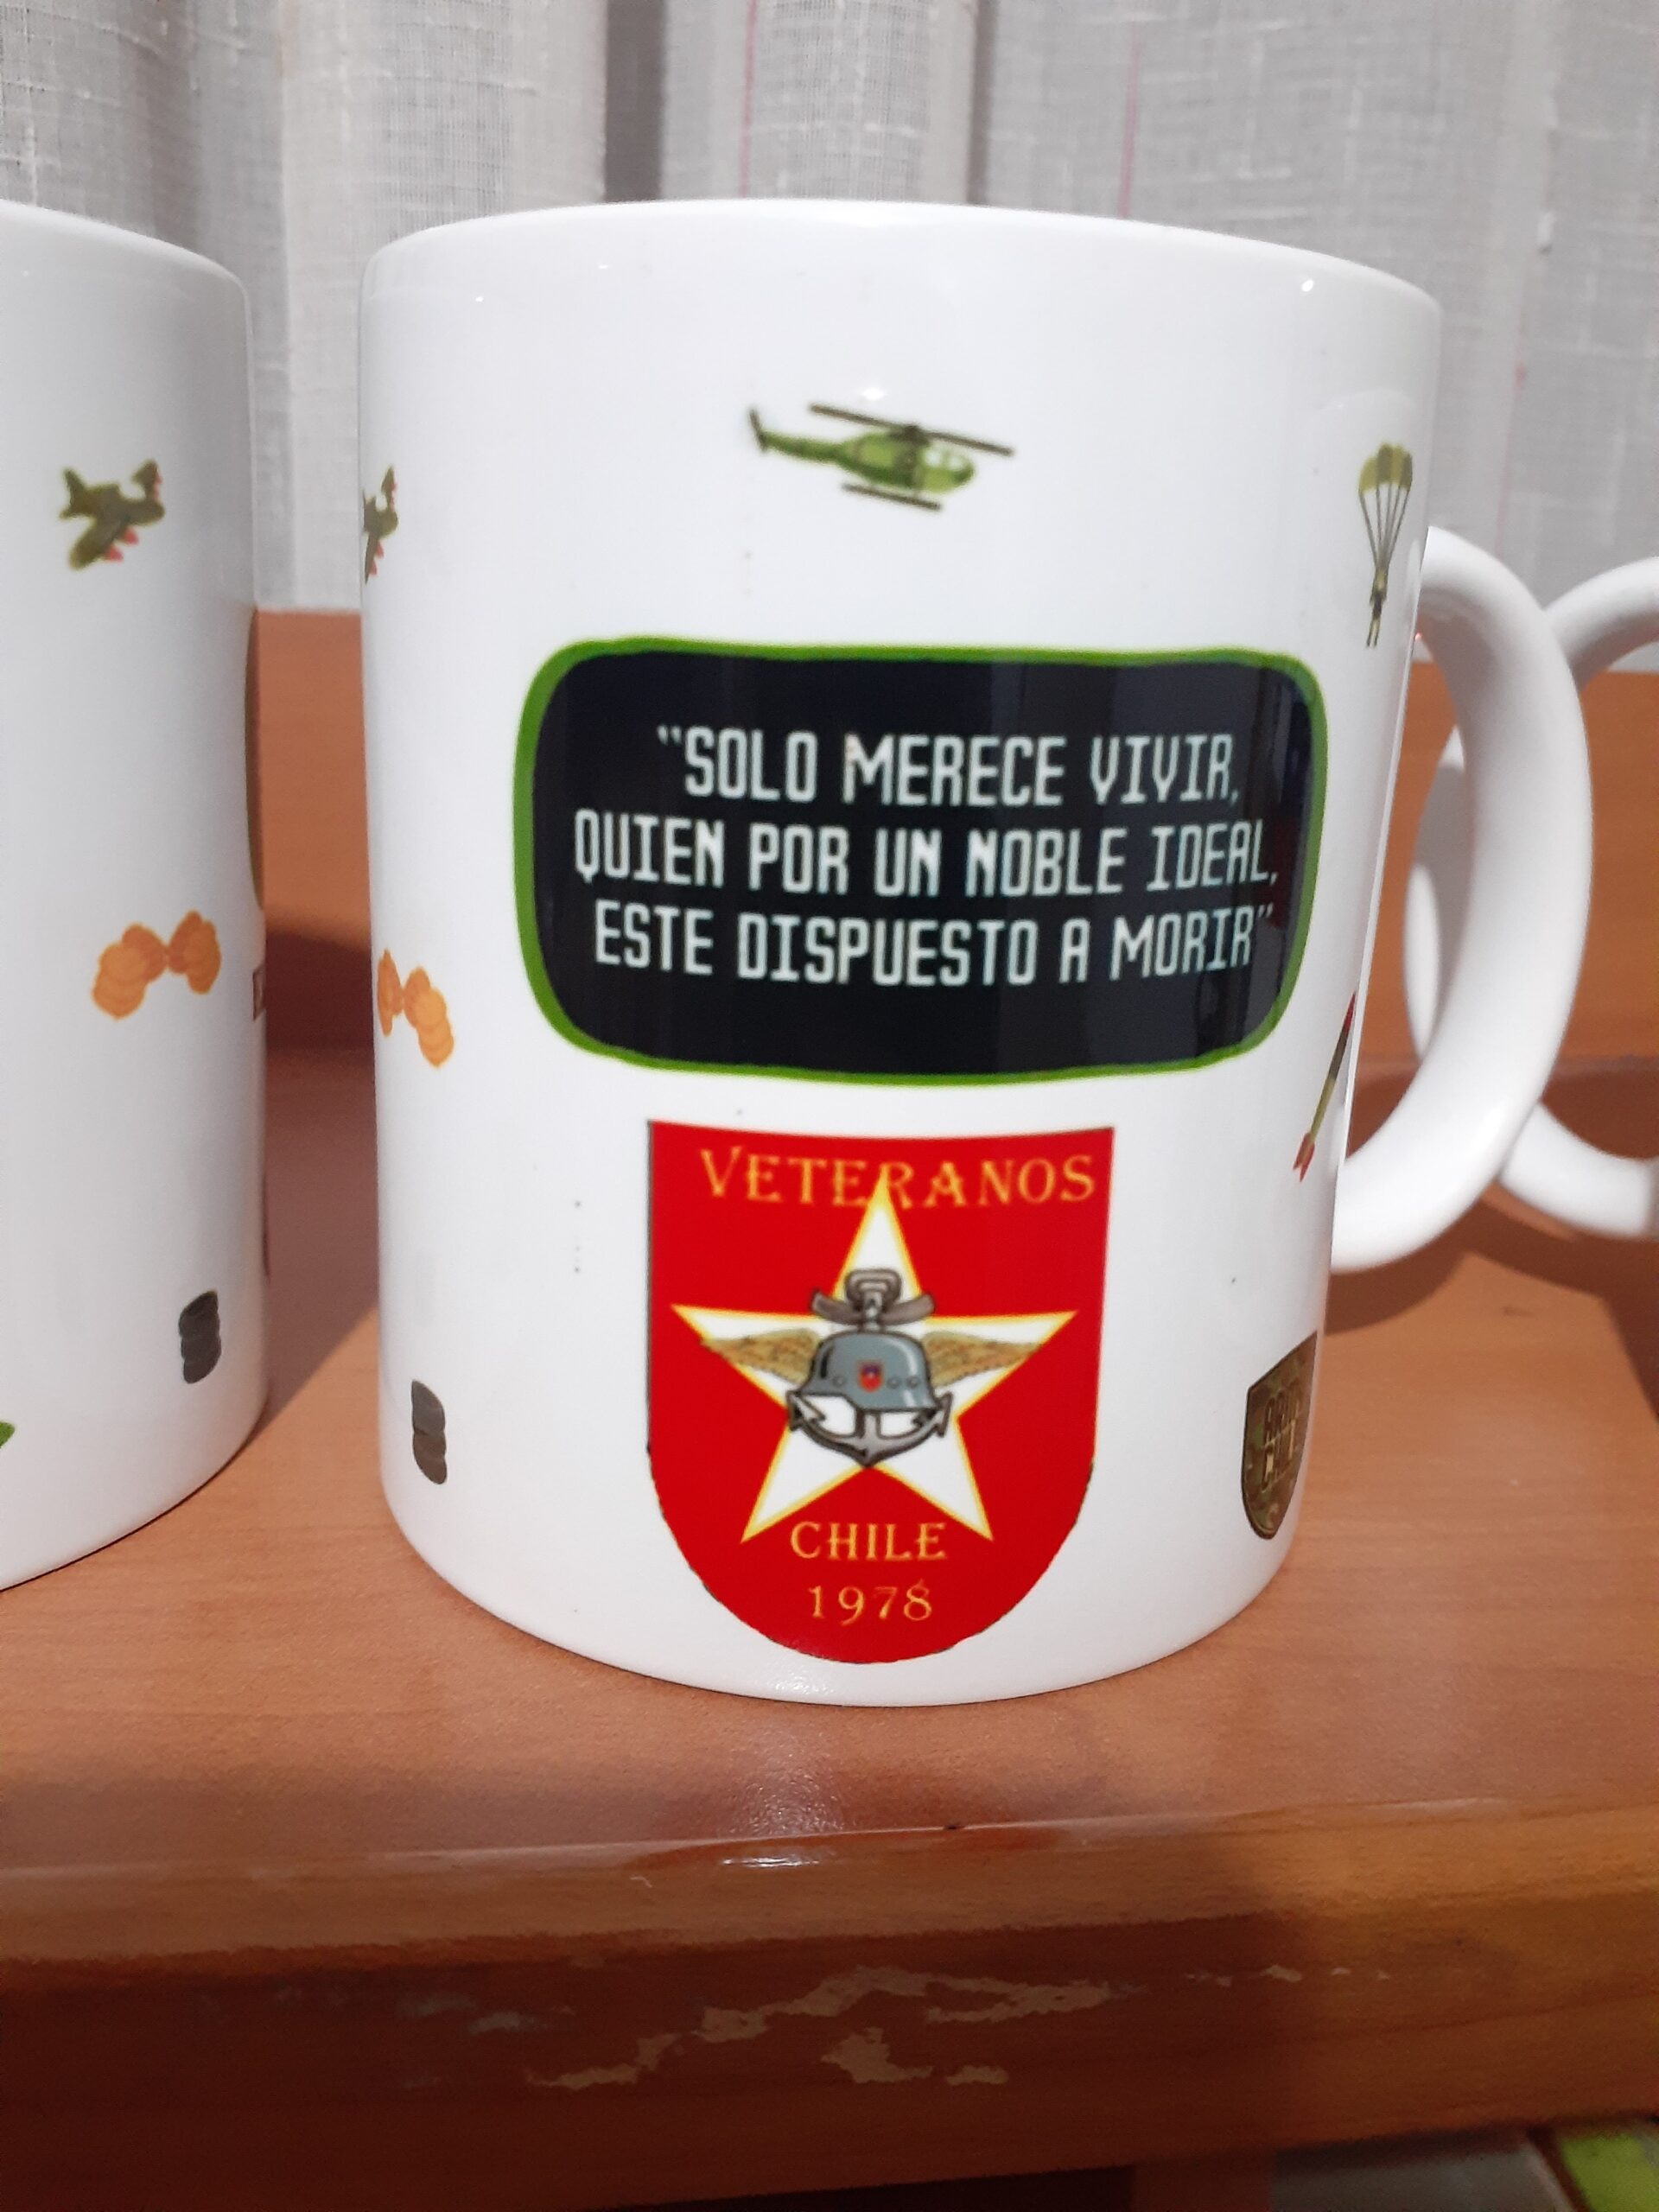 "SOLO MERECE VIVIR,
QUIEN POR UN NOBLE IDEAL,
ESTE DISPUESTO A MORIR"
VETERANOS
CHILE
1978